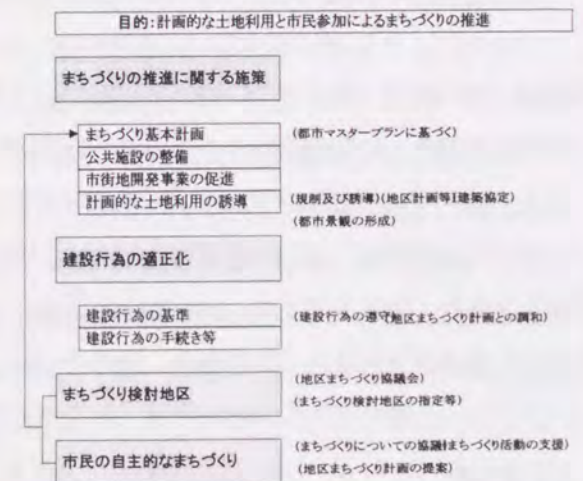 目的:計画的な土地利用と市民参加によるまちづくりの推進
まちづくりの推進に関する施策
まちづくり基本計画 (都市マスタープランに基づく)
公共施設の整備
市街地開発事業の促進
計画的な土地利用の誘導 (規制及び誘導)(地区計画等)建築協定)
(都市景観の形成)
建設行為の適正化
建設行為の基準 (建設行為の遵守)地区まちづくり計画との調和)
建設行為の手続き等
まちづくり検討地区 (地区まちづくり協議会)
(まちづくり検討地区の指定等)
市民の自主的なまちづくり (まちづくりについての協議)まちづくり活動の支援)
(地区まちづくり計画の提案)